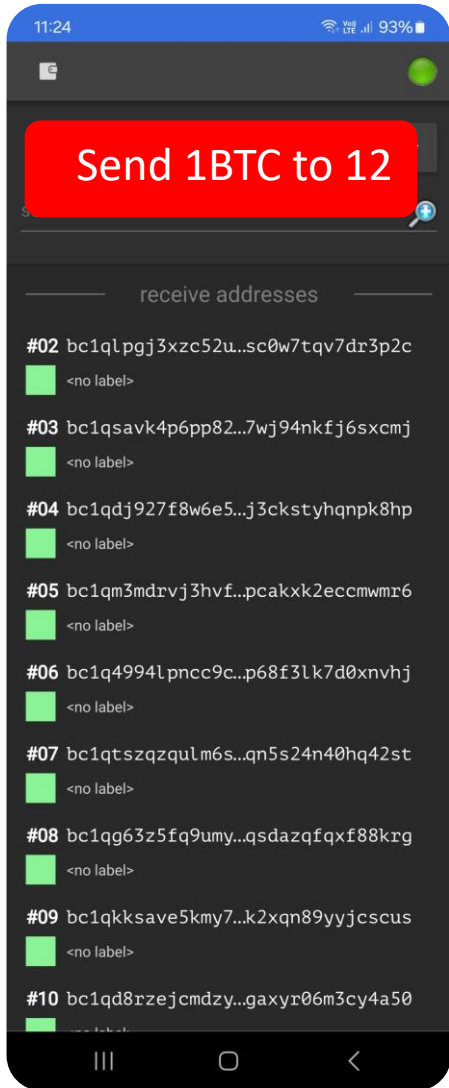 11:24
Vo)) LTE 93%
Send 1BTC to 12
receive addresses
#02 bc1qlpgj3xzc52u…sc0w7tqv7dr3p2c
<no label>
#03 bc1qsavk4p6pp82…7wj94nkfj6sxcmj
<no label>
#04 bc1qdj927f8w6e5…j3ckstyhqnpk8hp
<no label>
#05 bc1qm3mdrvj3hvf…pcakxk2eccmwmr6
<no label>
#06 bc1q4994lpncc9c…p68f3lk7d0xnvhj
<no label>
#07 bc1qtszqzqulm6s…qn5s24n40hq42st
<no label>
#08 bc1qg63z5fq9umy…qsdazqfqxf88krg
<no label>
#09 bc1qkksave5kmy7…k2xqn89yyjcscus
<no label>
#10 bc1qd8rzejcmdzy…gaxyr06m3cy4a50